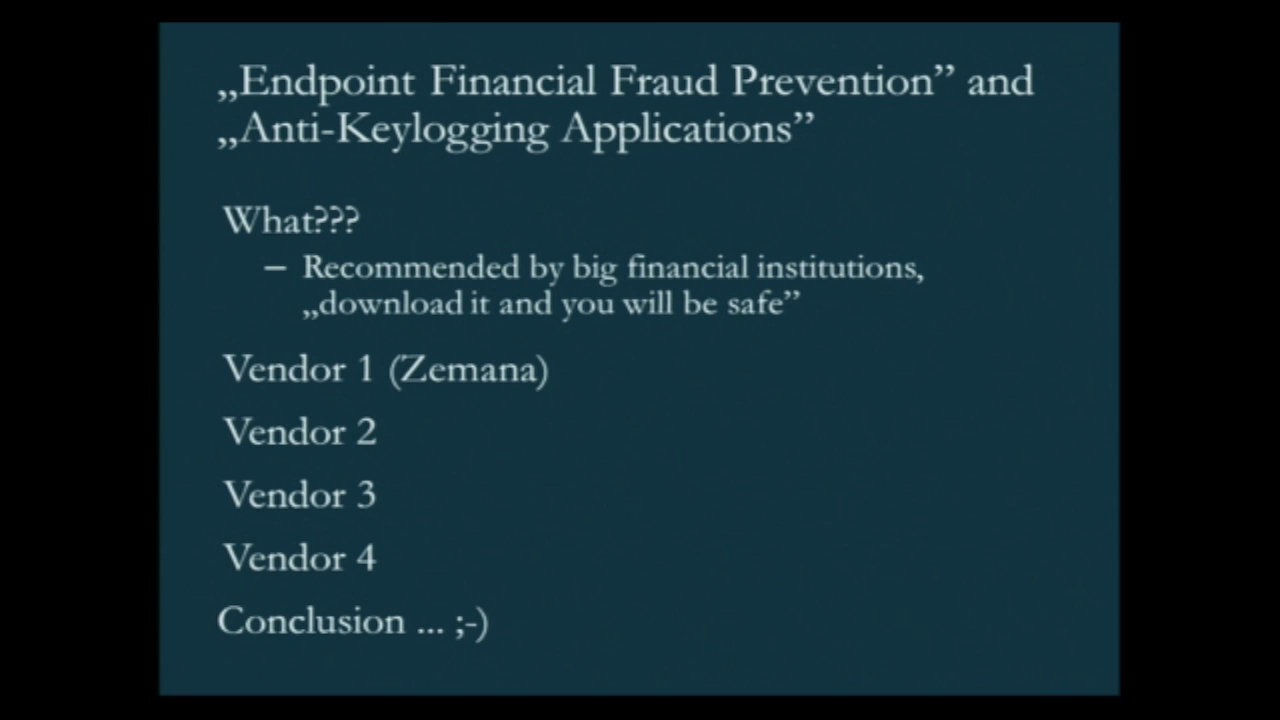 „Endpoint Financial Fraud Prevention” and
„Anti-Keylogging Applications”
What???
– Recommended by big financial institutions,
„download it and you will be safe”
Vendor 1 (Zemana)
Vendor 2
Vendor 3
Vendor 4
Conclusion ... ;-)